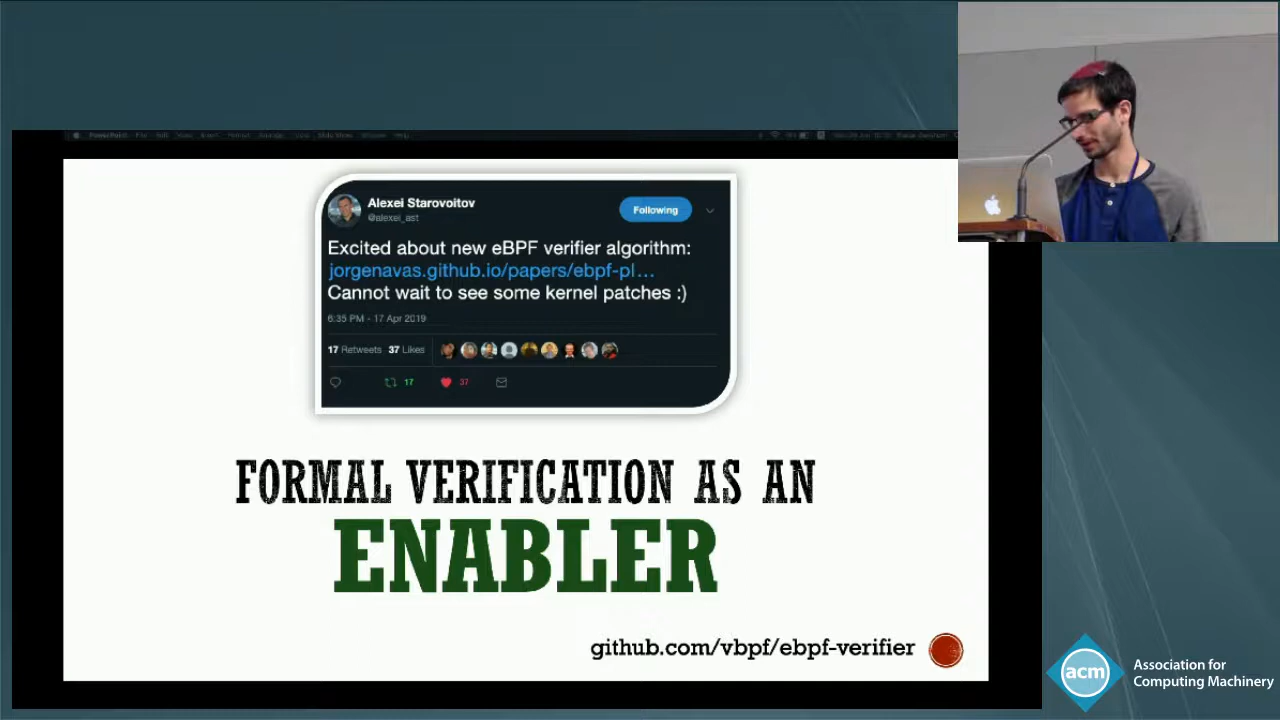 Alexei Starovoitov
@alexei_ast
Following
Excited about new eBPF verifier algorithm:
jorgenavas.github.io/papers/ebpf-pl…
Cannot wait to see some kernel patches :)
6:35 PM - 17 Apr 2019
17 Retweets 37 Likes
17 37
FORMAL VERIFICATION AS AN
ENABLER
github.com/vbpf/ebpf-verifier
acm
Association for
Computing Machinery